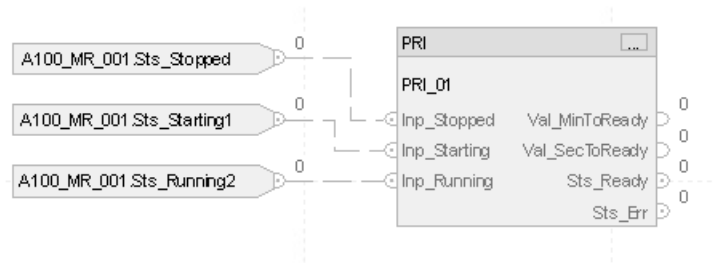 0
PRI
...
A100_MR_001.Sts_Stopped
PRI_01
0
0
A100_MR_001.Sts_Starting1
Inp_Stopped Val_MinToReady
0
Inp_Starting Val_SecToReady
0
0
A100_MR_001.Sts_Running2
Inp_Running Sts_Ready
0
Sts_Err